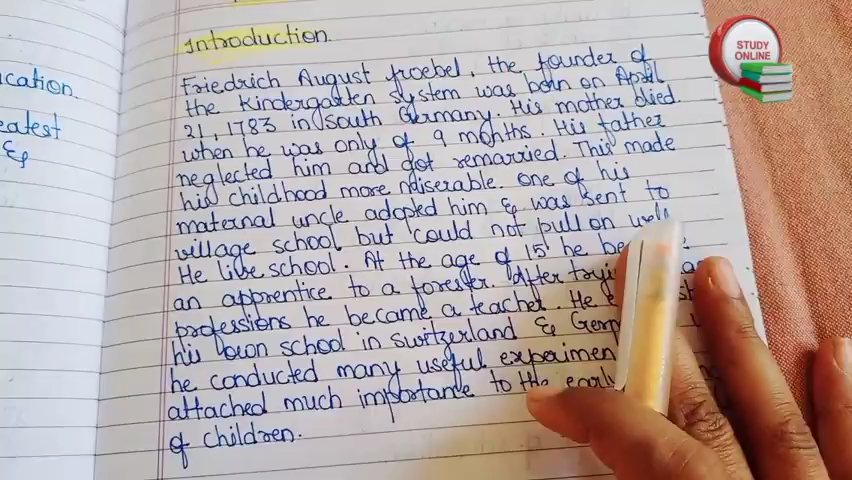 Introduction
Friedrich August froebel, the founder of
the kindergarten system was born on April
21, 1783 in south Germany. His mother died
when he was only of 9 months. His father
neglected him and got remarried. This made
his childhood more miserable. One of his
maternal uncle adopted him & was sent to
village school but could not pull on well
He live school. At the age of 15 he
an apprentice to a forester. After
professions he became a teacher. He
his own school in switzerland &
he conducted many useful
attached much importance to the early
of children.
ucation
eatest
&
STUDY
ONLINE